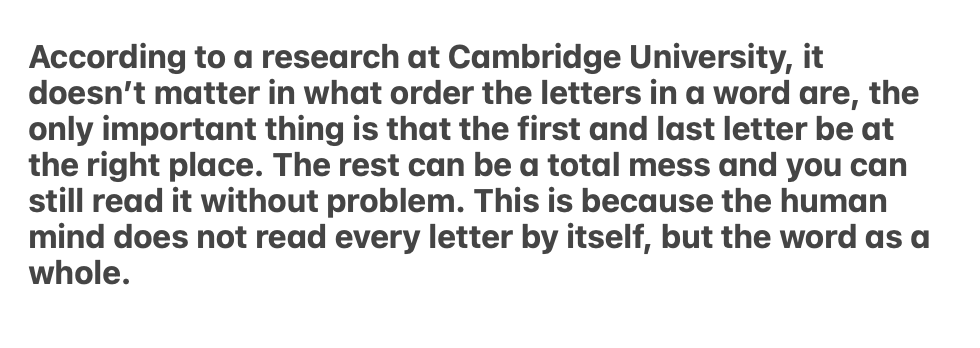 According to a research at Cambridge University, it
doesn’t matter in what order the letters in a word are, the
only important thing is that the first and last letter be at
the right place. The rest can be a total mess and you can
still read it without problem. This is because the human
mind does not read every letter by itself, but the word as a
whole.